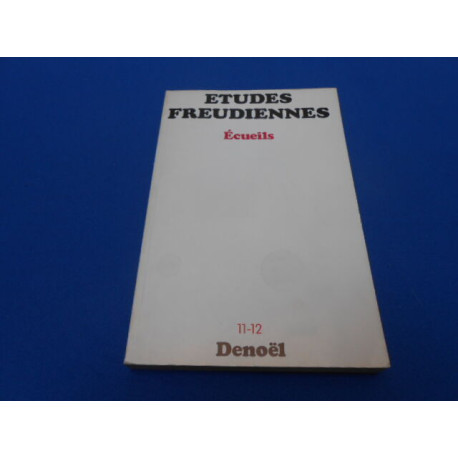 ETUDES
FREUDIENNES
Écueils
11-12
Denoël